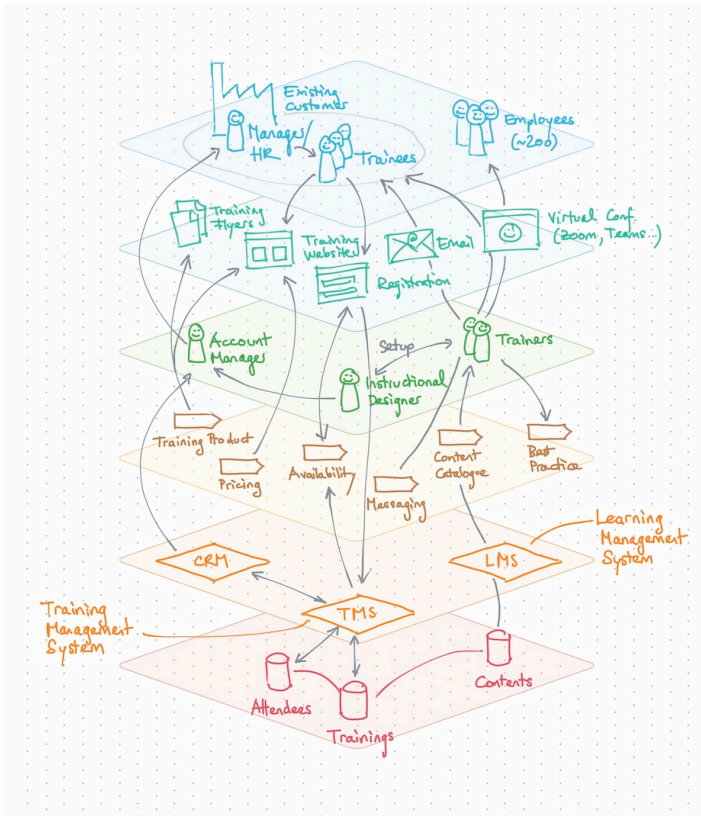 Existing
Customer
Manager
HR
Trainees
Employees
(~200)
Training
Flyers
Training
Websites
Email
Virtual Conf.
(Zoom, Teams...)
Registration
Account
Manager
Setup
Trainers
Instructional
Designer
Training Product
Pricing
Availability
Messaging
Content
Catalogue
Best
Practice
CRM
LMS
Learning
Management
System
TMS
Training
Management
System
Attendees
Trainings
Contents